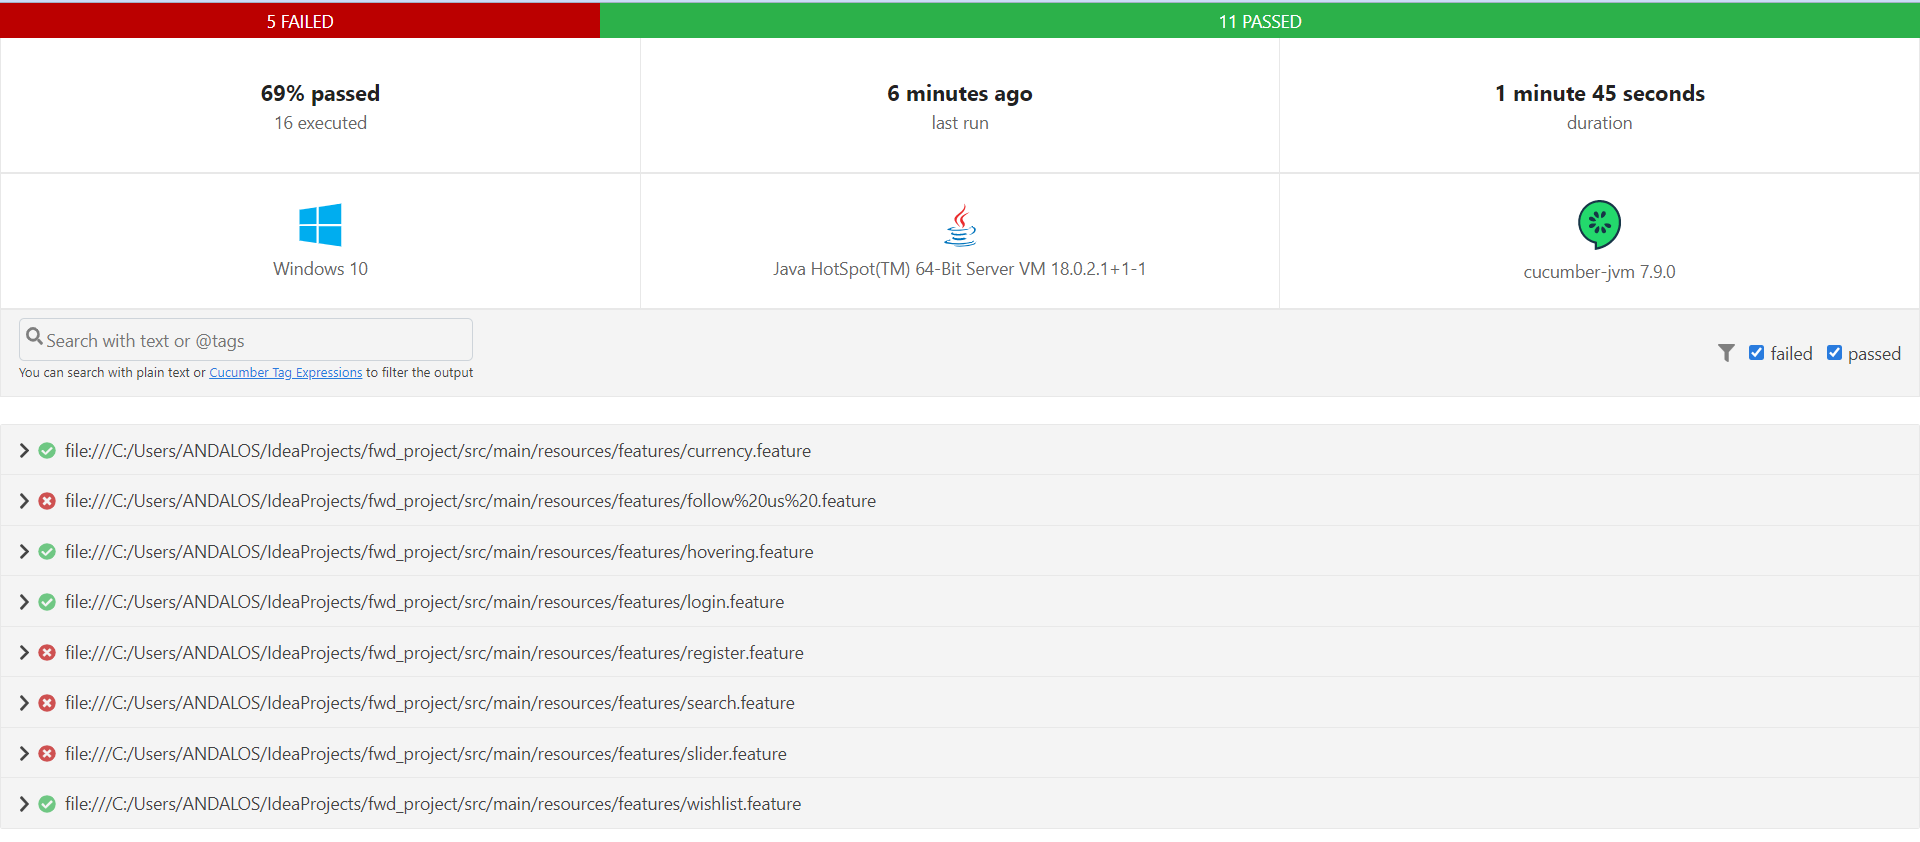 5 FAILED
11 PASSED
69% passed
16 executed
6 minutes ago
last run
1 minute 45 seconds
duration
Windows 10
Java HotSpot(TM) 64-Bit Server VM 18.0.2.1+1-1
cucumber-jvm 7.9.0
Search with text or @tags
You can search with plain text or Cucumber Tag Expressions to filter the output
failed
passed
file:///C:/Users/ANDALOS/IdeaProjects/fwd_project/src/main/resources/features/currency.feature
file:///C:/Users/ANDALOS/IdeaProjects/fwd_project/src/main/resources/features/follow%20us%20.feature
file:///C:/Users/ANDALOS/IdeaProjects/fwd_project/src/main/resources/features/hovering.feature
file:///C:/Users/ANDALOS/IdeaProjects/fwd_project/src/main/resources/features/login.feature
file:///C:/Users/ANDALOS/IdeaProjects/fwd_project/src/main/resources/features/register.feature
file:///C:/Users/ANDALOS/IdeaProjects/fwd_project/src/main/resources/features/search.feature
file:///C:/Users/ANDALOS/IdeaProjects/fwd_project/src/main/resources/features/slider.feature
file:///C:/Users/ANDALOS/IdeaProjects/fwd_project/src/main/resources/features/wishlist.feature